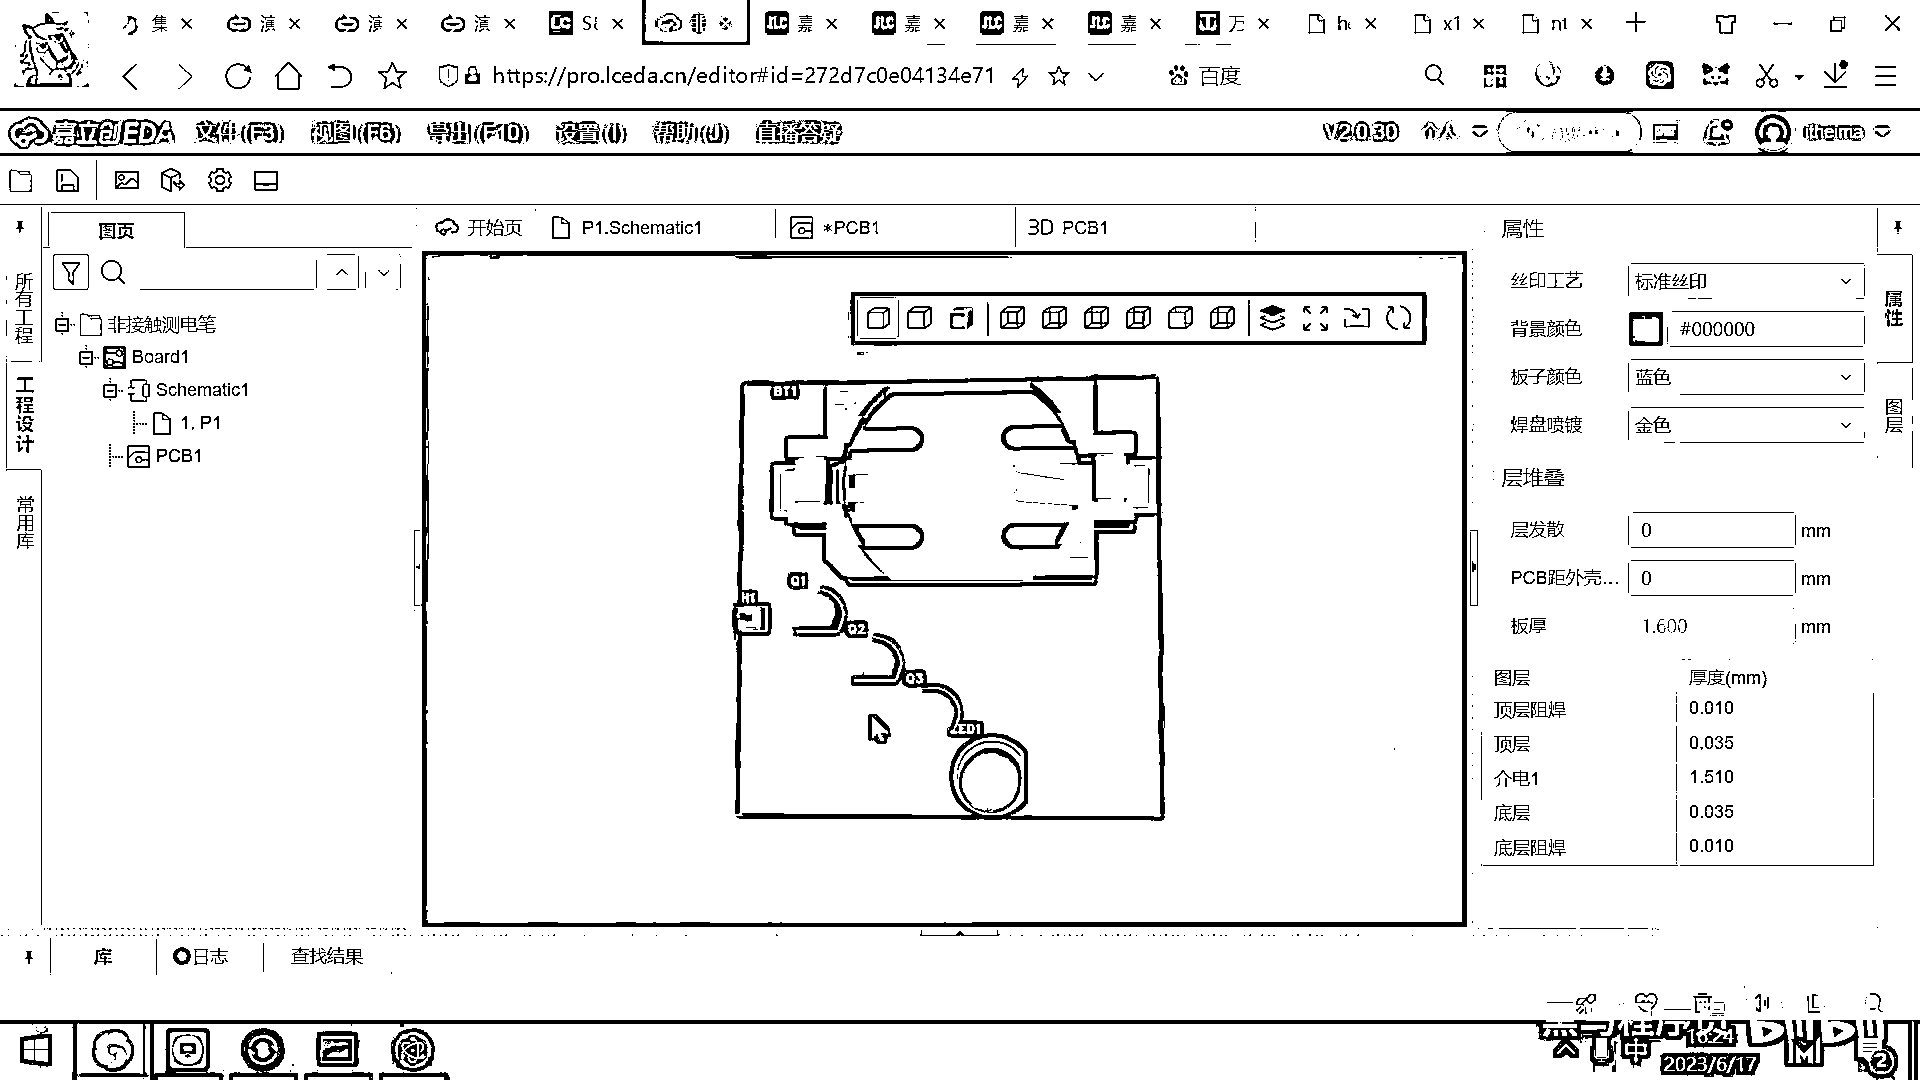 集
演
演
演
嘉
嘉
嘉
嘉
万
x1
https://pro.lceda.cn/editor#id=272d7c0e04134e71
百度
嘉立创EDA
文件(F3)
视图(F6)
导出(F10)
设置(I)
帮助(J)
直播答疑
V2.0.30
个人
itheima
图页
开始页
P1.Schematic1
*PCB1
3D PCB1
属性
所有工程
工程设计
常用库
非接触测电笔
Board1
Schematic1
1. P1
PCB1
BT1
Q1
H1
Q2
Q3
LED1
丝印工艺
标准丝印
背景颜色
#000000
板子颜色
蓝色
焊盘喷镀
金色
层堆叠
层发散
0
mm
PCB距外壳...
0
mm
板厚
1.600
mm
图层
厚度(mm)
顶层阻焊
0.010
顶层
0.035
介电1
1.510
底层
0.035
底层阻焊
0.010
属性
图层
库
日志
查找结果
中
16:24
2023/6/17
2